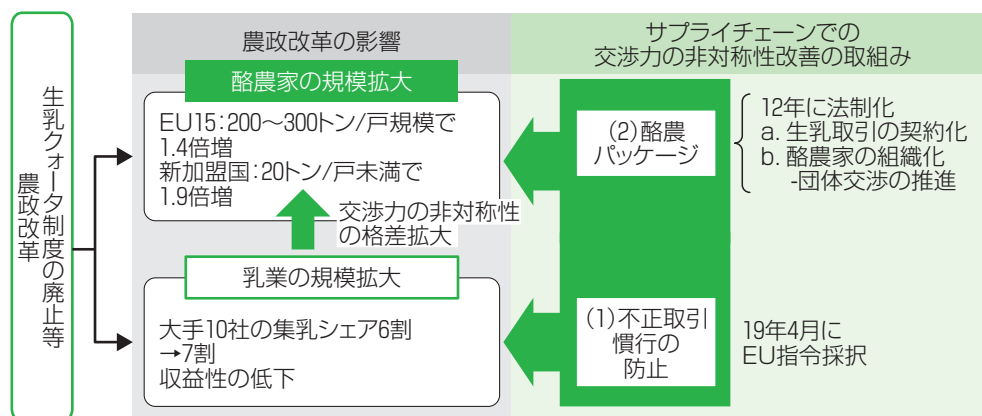 生乳クォータ制度の廃止等
農政改革
農政改革の影響
酪農家の規模拡大
EU15:200～300トン/戸規模で
1.4倍増
新加盟国:20トン/戸未満で
1.9倍増
交渉力の非対称性
の格差拡大
乳業の規模拡大
大手10社の集乳シェア6割
→7割
収益性の低下
サプライチェーンでの
交渉力の非対称性改善の取組み
(2)酪農
パッケージ
12年に法制化
a. 生乳取引の契約化
b. 酪農家の組織化
-団体交渉の推進
(1)不正取引
慣行の
防止
19年4月に
EU指令採択